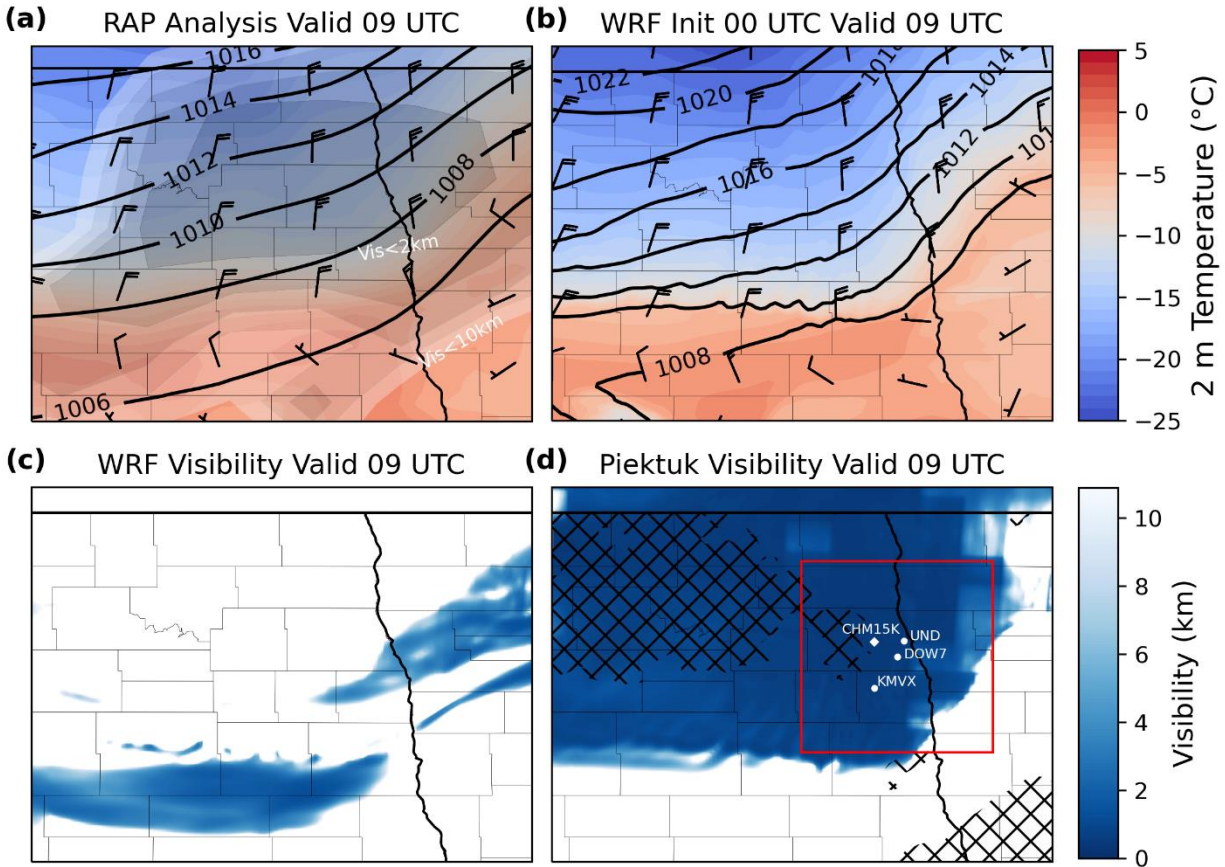 (a) RAP Analysis Valid 09 UTC
1016
1014
1012
1010
1008
1006
Vis<2km
Vis<10km
(b) WRF Init 00 UTC Valid 09 UTC
1022
1020
1016
1014
1012
1008
5
0
−5
−10
−15
−20
−25
2 m Temperature (°C)
(c) WRF Visibility Valid 09 UTC
(d) Piektuk Visibility Valid 09 UTC
CHM15K
UND
DOW7
KMVX
10
8
6
4
2
0
Visibility (km)